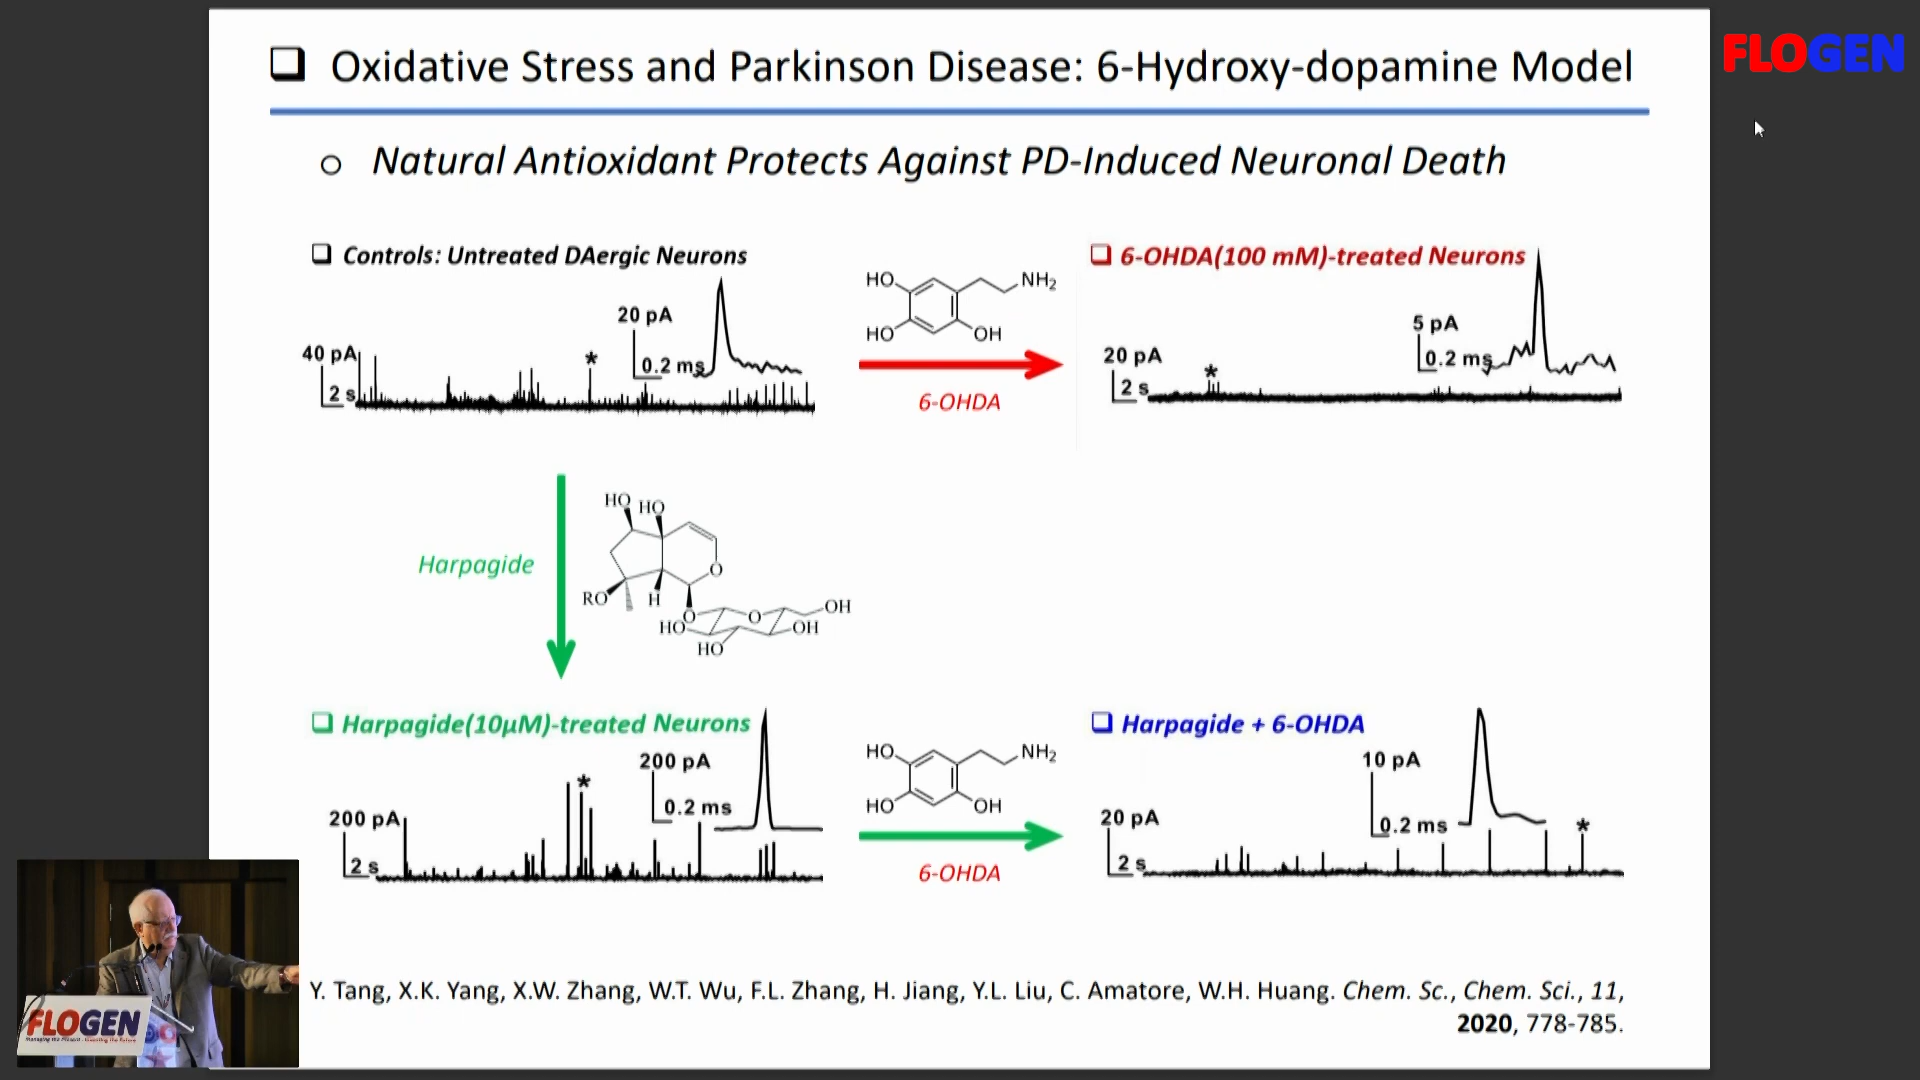 Oxidative Stress and Parkinson Disease: 6-Hydroxy-dopamine Model
FLOGEN
Natural Antioxidant Protects Against PD-Induced Neuronal Death
Controls: Untreated DAergic Neurons
20 pA
0.2 ms
40 pA
2 s
*
HO
NH2
HO
OH
6-OHDA
6-OHDA(100 mM)-treated Neurons
5 pA
0.2 ms
20 pA
2 s
*
Harpagide
HO
HO
O
RO
H
O
O
OH
HO
OH
HO
Harpagide(10µM)-treated Neurons
200 pA
0.2 ms
200 pA
2 s
*
HO
NH2
HO
OH
6-OHDA
Harpagide + 6-OHDA
10 pA
0.2 ms
20 pA
2 s
*
Y. Tang, X.K. Yang, X.W. Zhang, W.T. Wu, F.L. Zhang, H. Jiang, Y.L. Liu, C. Amatore, W.H. Huang. Chem. Sc., Chem. Sci., 11,
2020, 778-785.
FLOGEN